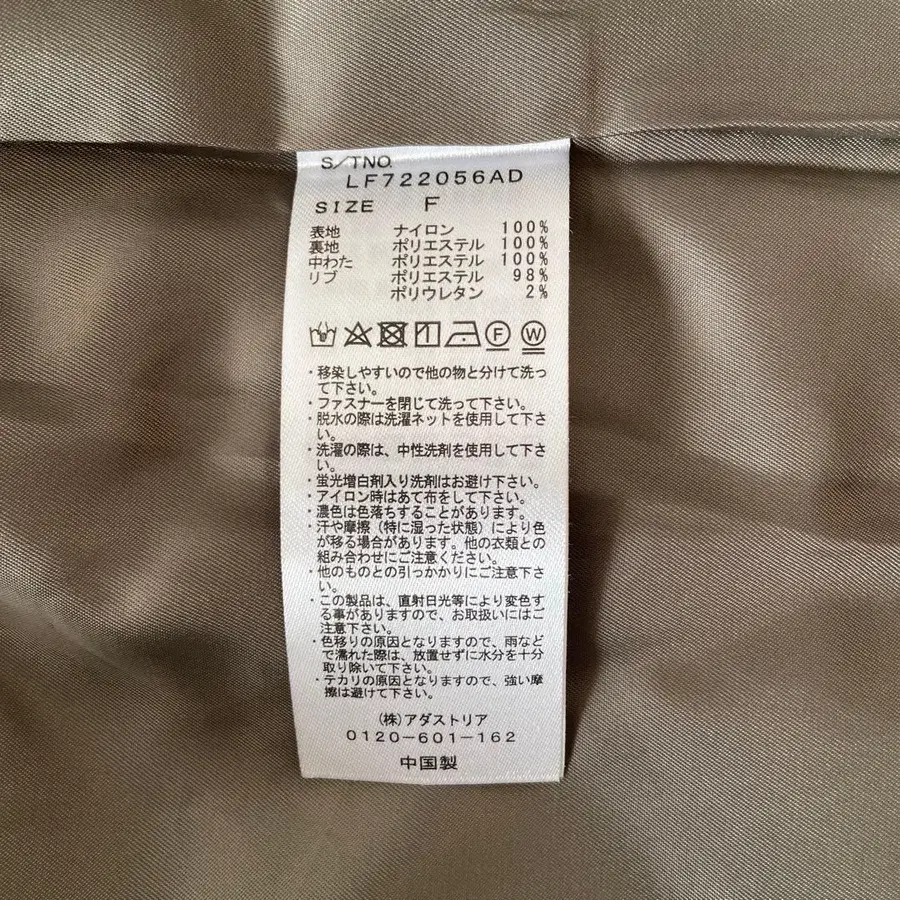 S/TNO.
LF722056AD
SIZE F
表地 ナイロン 100%
裏地 ポリエステル 100%
中わた ポリエステル 100%
リブ ポリエステル 98%
ポリウレタン 2%
F W
・移染しやすいので他の物と分けて洗っ
て下さい。
・ファスナーを閉じて洗って下さい。
・脱水の際は洗濯ネットを使用して下さ
い。
・洗濯の際は、中性洗剤を使用して下さ
い。
・蛍光増白剤入り洗剤はお避け下さい。
・アイロン時はあて布をして下さい。
・濃色は色落ちすることがあります。
・汗や摩擦（特に湿った状態）により色
が移る場合があります。他の衣類との
組み合わせにご注意ください。
・他のものとの引っかかりにご注意下さ
い。
・この製品は、直射日光等により変色す
る事がありますので、お取扱いにはご
注意下さい。
・色移りの原因となりますので、雨など
で濡れた際は、放置せずに水分を十分
取り除いて下さい。
・テカリの原因となりますので、強い摩
擦は避けて下さい。
(株)アダストリア
0120-601-162
中国製